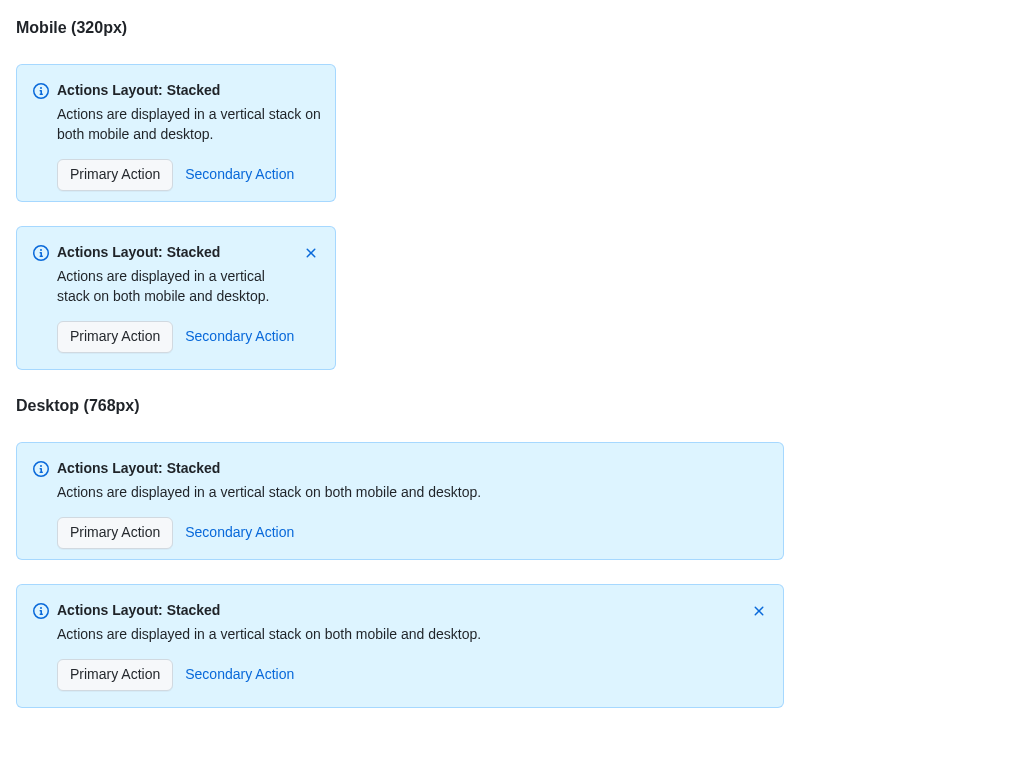 Mobile (320px)
Actions Layout: Stacked
Actions are displayed in a vertical stack on
both mobile and desktop.
Primary Action Secondary Action
Actions Layout: Stacked
Actions are displayed in a vertical
stack on both mobile and desktop.
Primary Action Secondary Action
Desktop (768px)
Actions Layout: Stacked
Actions are displayed in a vertical stack on both mobile and desktop.
Primary Action Secondary Action
Actions Layout: Stacked
Actions are displayed in a vertical stack on both mobile and desktop.
Primary Action Secondary Action